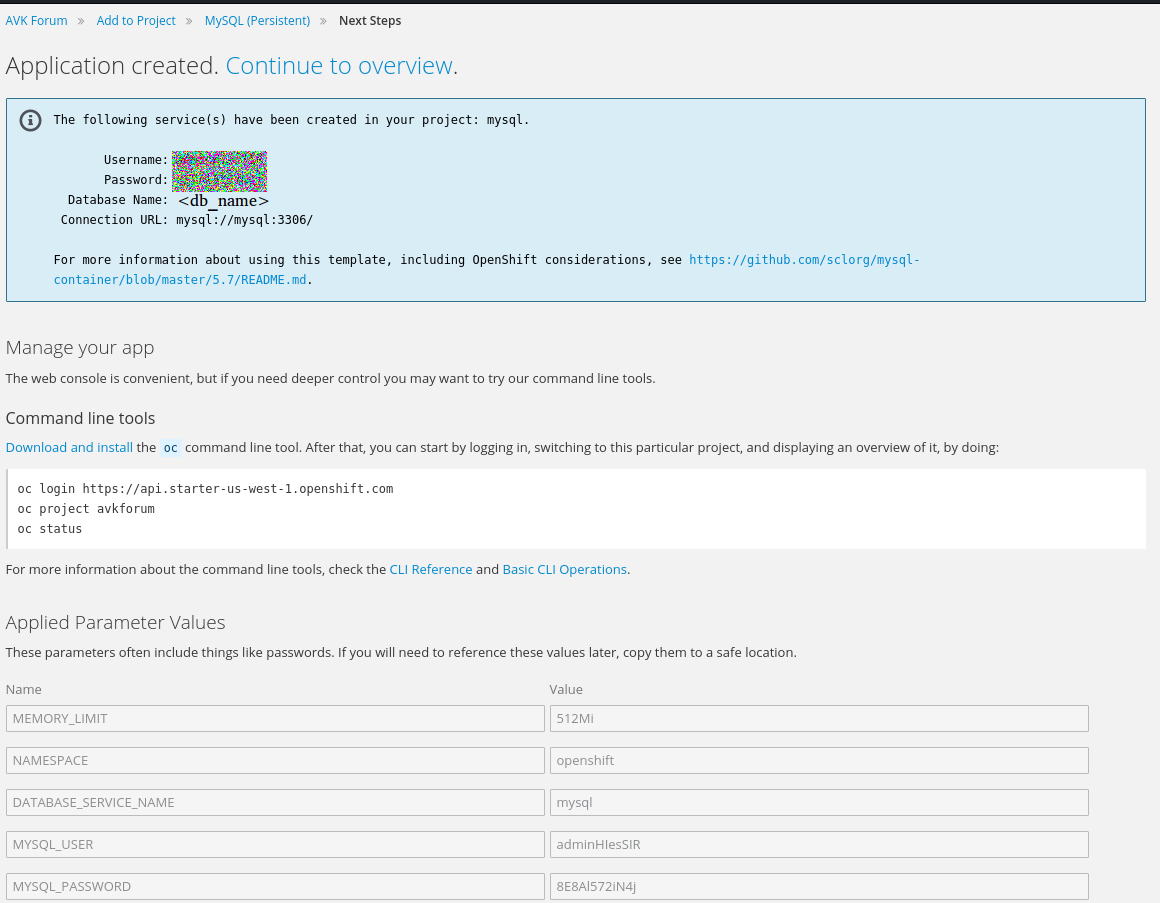 AVK Forum » Add to Project » MySQL (Persistent) » Next Steps
Application created. Continue to overview.
The following service(s) have been created in your project: mysql.
Username:
Password:
Database Name: <db_name>
Connection URL: mysql://mysql:3306/
For more information about using this template, including OpenShift considerations, see https://github.com/sclorg/mysql-
container/blob/master/5.7/README.md.
Manage your app
The web console is convenient, but if you need deeper control you may want to try our command line tools.
Command line tools
Download and install the oc command line tool. After that, you can start by logging in, switching to this particular project, and displaying an overview of it, by doing:
oc login https://api.starter-us-west-1.openshift.com
oc project avkforum
oc status
For more information about the command line tools, check the CLI Reference and Basic CLI Operations.
Applied Parameter Values
These parameters often include things like passwords. If you will need to reference these values later, copy them to a safe location.
Name Value
MEMORY_LIMIT 512Mi
NAMESPACE openshift
DATABASE_SERVICE_NAME mysql
MYSQL_USER adminHIesSIR
MYSQL_PASSWORD 8E8Al572iN4j